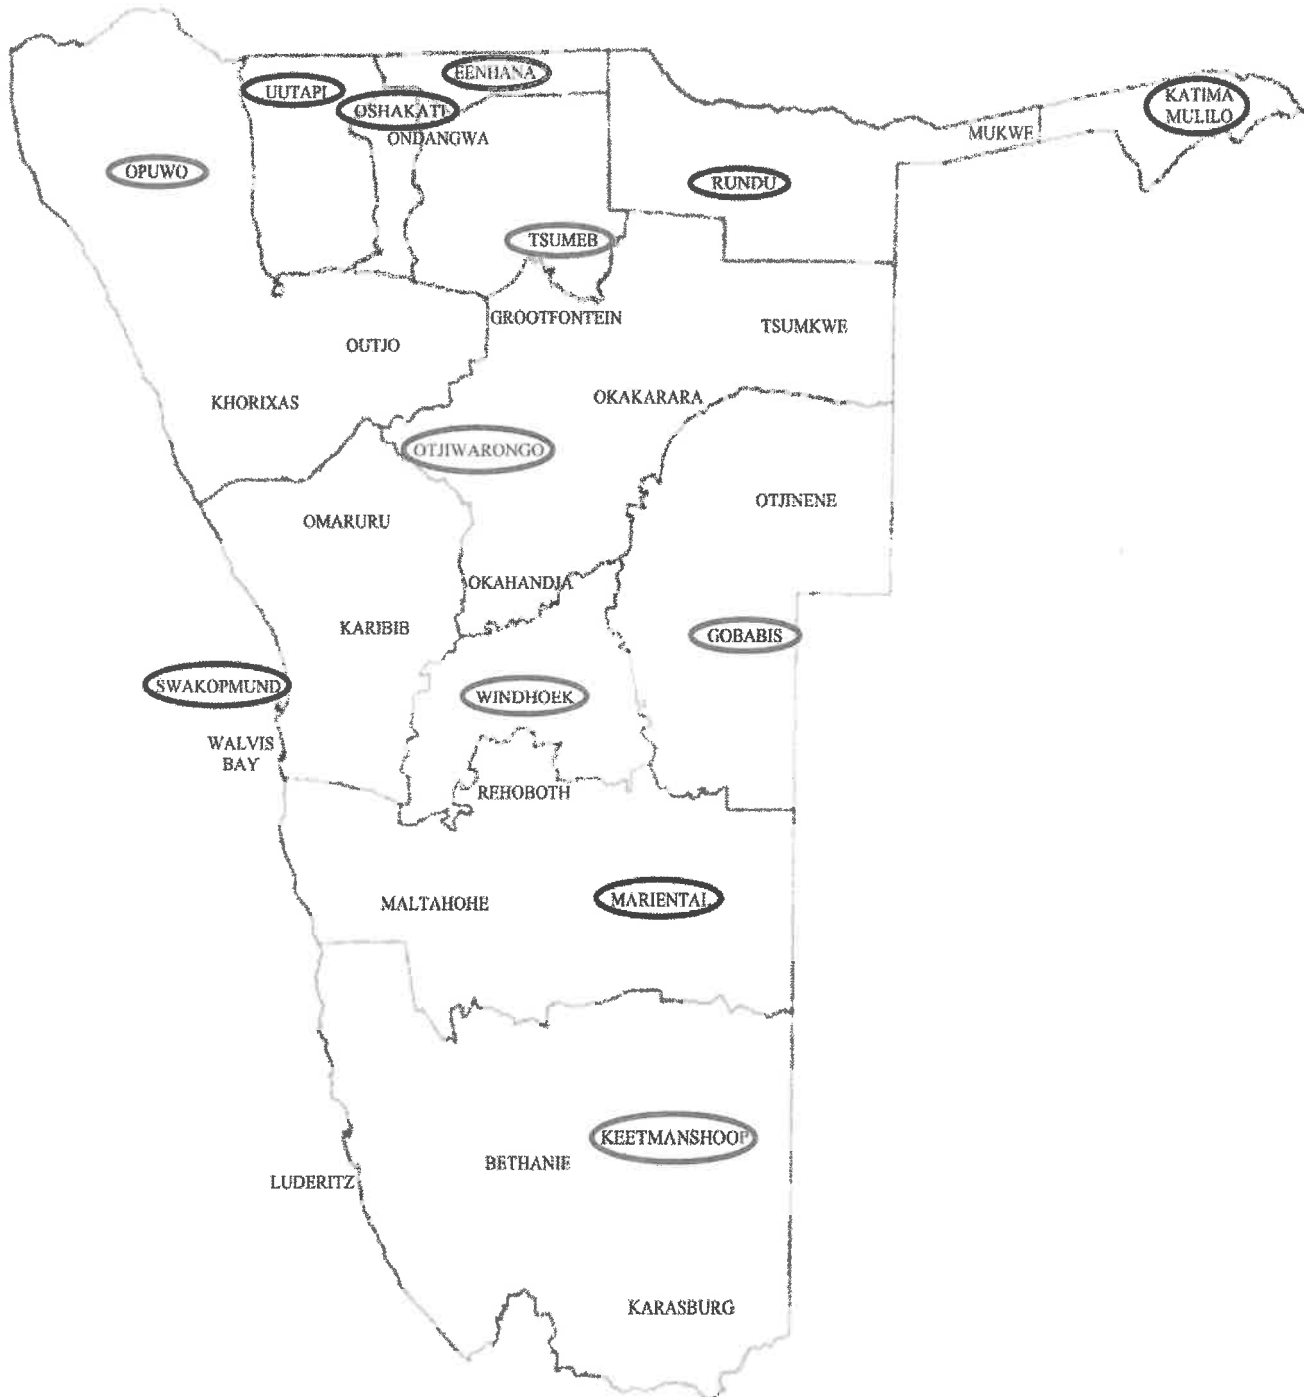 EENHANA
UUTAPI
OSHAKATI
ONDANGWA
KATIMA
MULILO
MUKWE
OPUWO
RUNDU
TSUMEB
GROOTFONTEIN
TSUMKWE
OUTJO
KHORIXAS
OKAKARARA
OTJIWARONGO
OTJINENE
OMARURU
OKAHANDJA
KARIBIB
GOBABIS
SWAKOPMUND
WINDHOEK
WALVIS
BAY
REHOBOTH
MALTAHOHE
MARIENTAL
KEETMANSHOOP
BETHANIE
LUDERITZ
KARASBURG